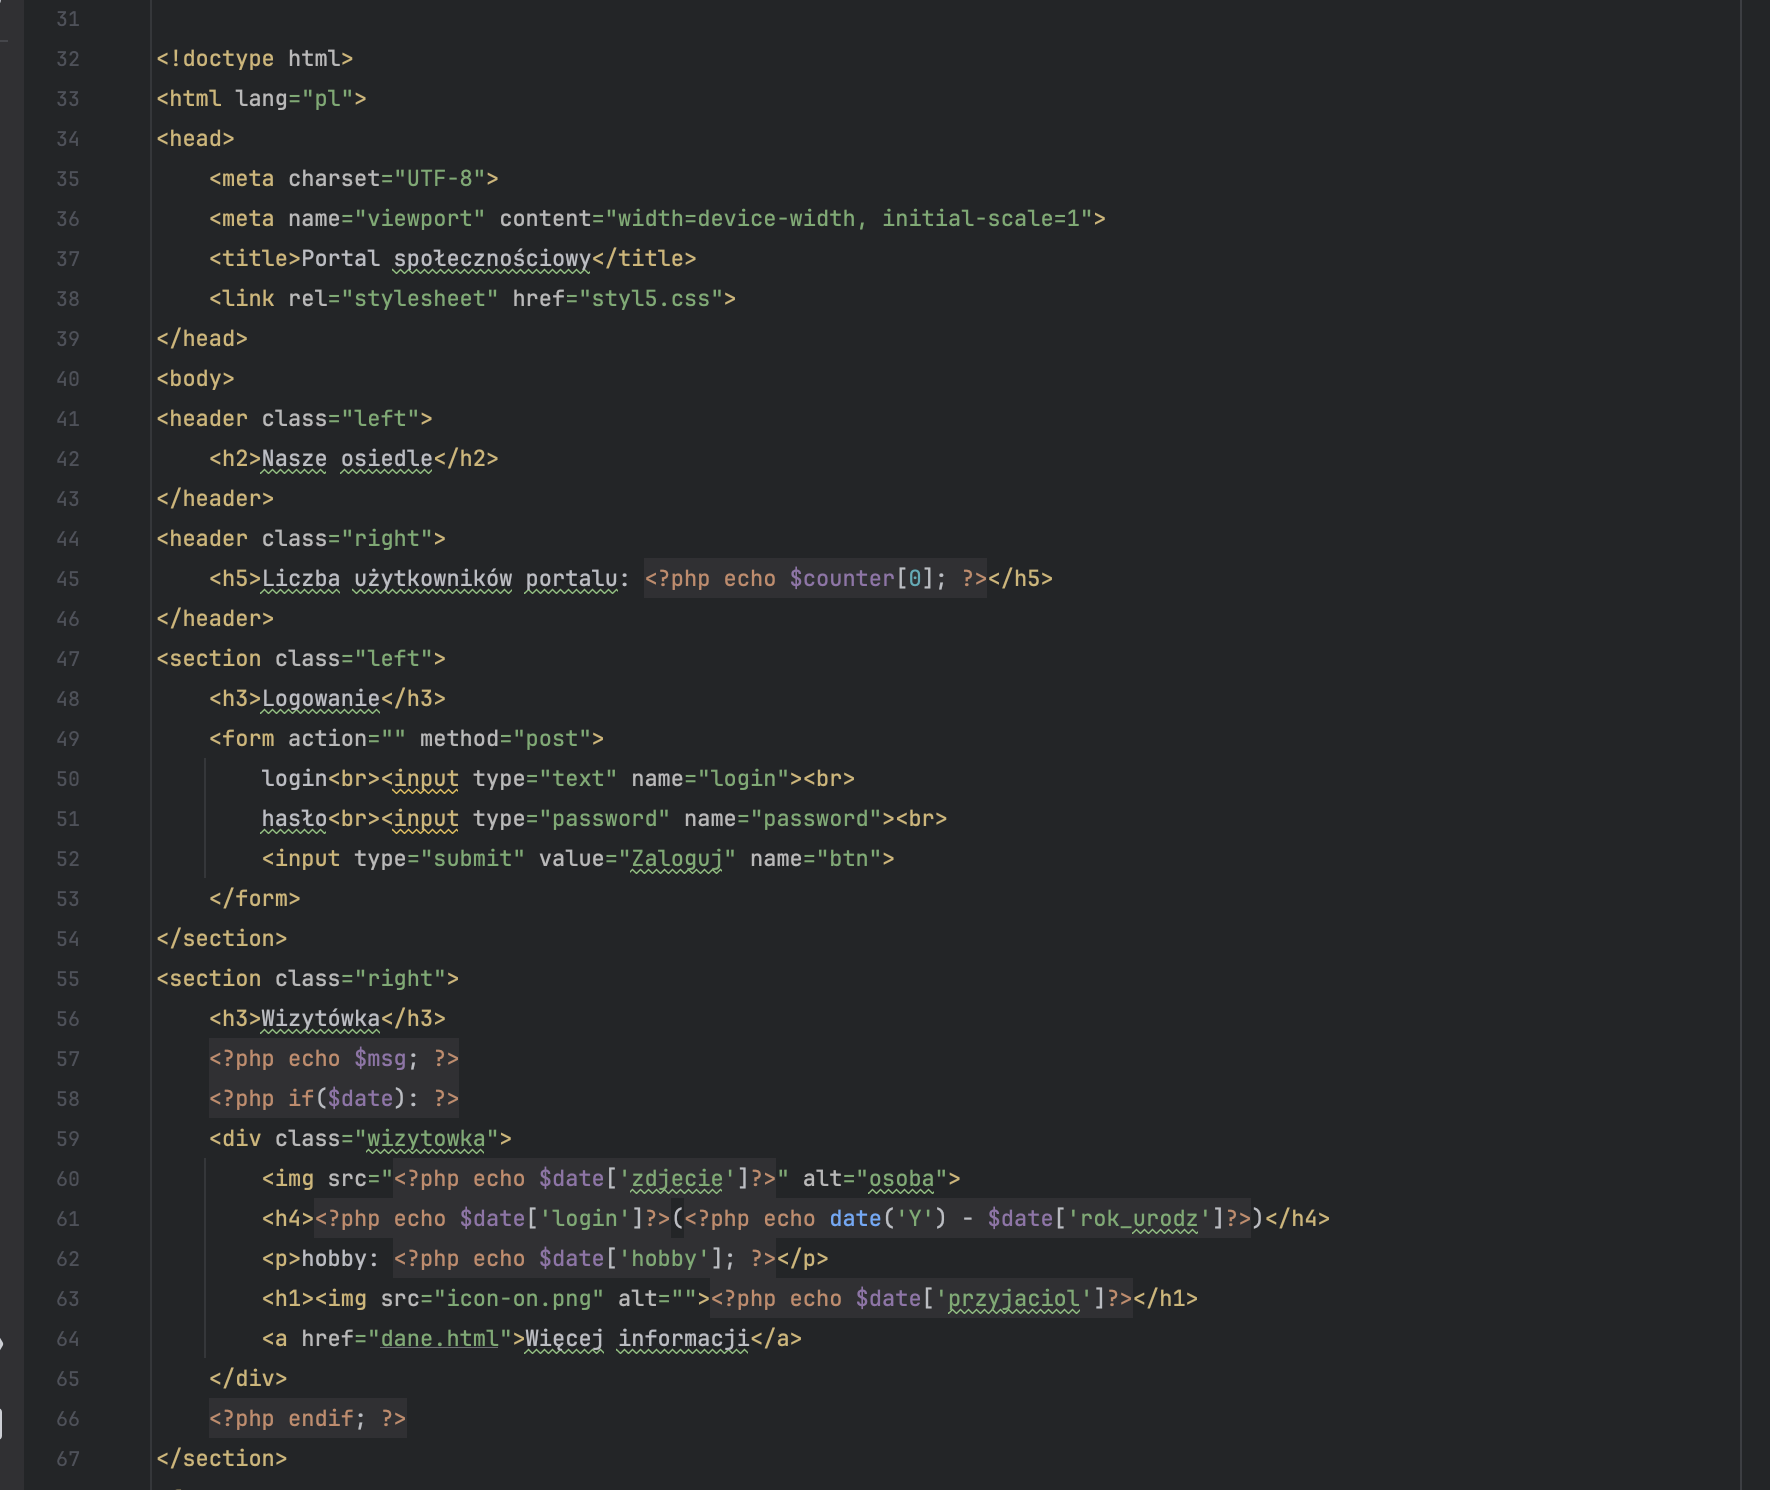 31
32 <!doctype html>
33 <html lang="pl">
34 <head>
35 <meta charset="UTF-8">
36 <meta name="viewport" content="width=device-width, initial-scale=1">
37 <title>Portal społecznościowy</title>
38 <link rel="stylesheet" href="styl5.css">
39 </head>
40 <body>
41 <header class="left">
42 <h2>Nasze osiedle</h2>
43 </header>
44 <header class="right">
45 <h5>Liczba użytkowników portalu: <?php echo $counter[0]; ?></h5>
46 </header>
47 <section class="left">
48 <h3>Logowanie</h3>
49 <form action="" method="post">
50 login<br><input type="text" name="login"><br>
51 hasło<br><input type="password" name="password"><br>
52 <input type="submit" value="Zaloguj" name="btn">
53 </form>
54 </section>
55 <section class="right">
56 <h3>Wizytówka</h3>
57 <?php echo $msg; ?>
58 <?php if($date): ?>
59 <div class="wizytowka">
60 <img src="<?php echo $date['zdjecie']?>" alt="osoba">
61 <h4><?php echo $date['login']?>(<?php echo date('Y') - $date['rok_urodz']?>)</h4>
62 <p>hobby: <?php echo $date['hobby']; ?></p>
63 <h1><img src="icon-on.png" alt=""><?php echo $date['przyjaciol']?></h1>
64 <a href="dane.html">Więcej informacji</a>
65 </div>
66 <?php endif; ?>
67 </section>